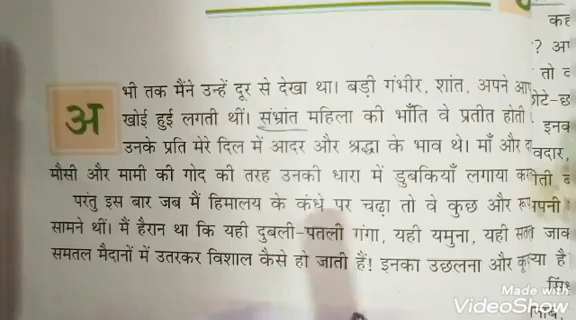 अभी तक मैंने उन्हें दूर से देखा था। बड़ी गंभीर, शांत, अपने आप
खोई हुई लगती थीं। संभ्रांत महिला की भाँति वे प्रतीत होती
उनके प्रति मेरे दिल में आदर और श्रद्धा के भाव थे। माँ और
मौसी और मामी की गोद की तरह उनकी धारा में डुबकियाँ लगाया
परंतु इस बार जब मैं हिमालय के कंधे पर चढ़ा तो वे कुछ और
सामने थीं। मैं हैरान था कि यही दुबली-पतली गंगा, यही यमुना, यही
समतल मैदानों में उतरकर विशाल कैसे हो जाती हैं! इनका उछलना और
? 
तो
Made with
VideoShow